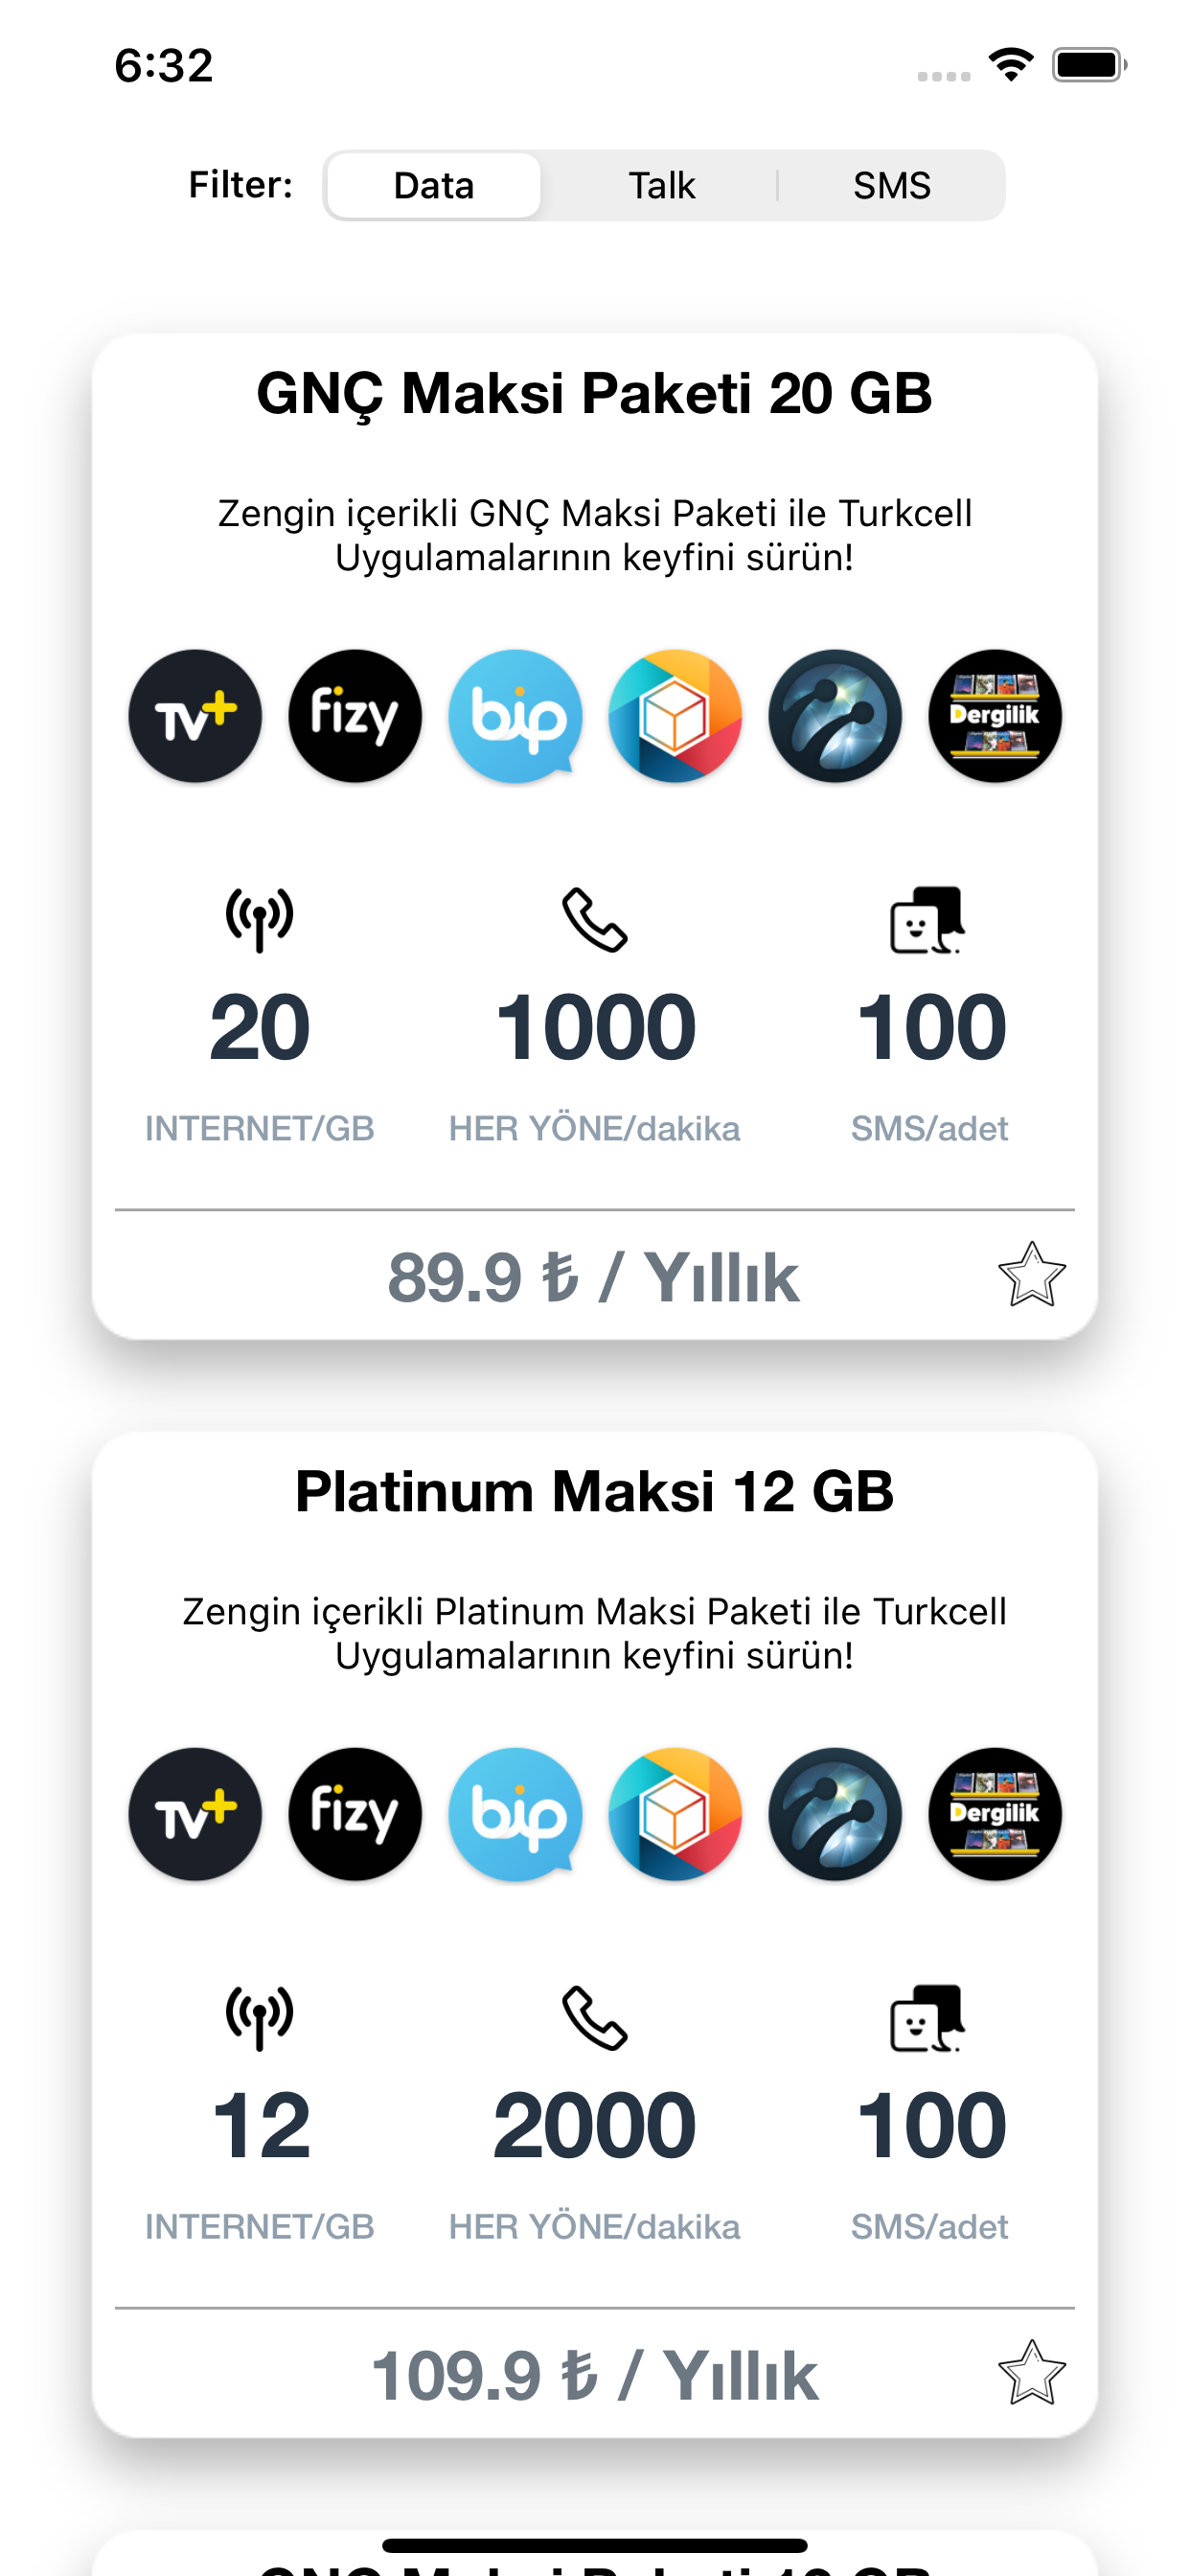 6:32
Filter:
Data
Talk
SMS
GNÇ Maksi Paketi 20 GB
Zengin içerikli GNÇ Maksi Paketi ile Turkcell
Uygulamalarının keyfini sürün!
TV+
fizy
bip
Dergilik
20
1000
100
INTERNET/GB
HER YÖNE/dakika
SMS/adet
89.9 ₺ / Yıllık
Platinum Maksi 12 GB
Zengin içerikli Platinum Maksi Paketi ile Turkcell
Uygulamalarının keyfini sürün!
TV+
fizy
bip
Dergilik
12
2000
100
INTERNET/GB
HER YÖNE/dakika
SMS/adet
109.9 ₺ / Yıllık